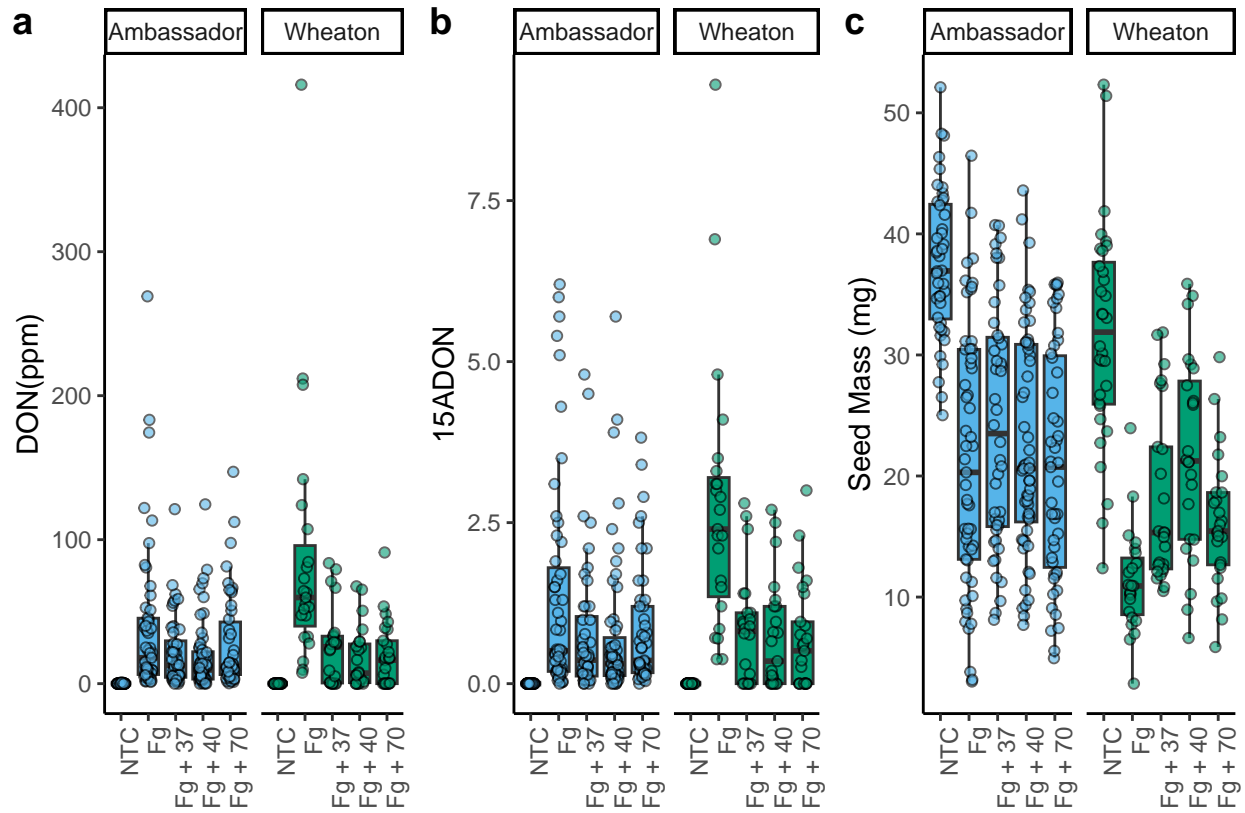 a
Ambassador
Wheaton
DON(ppm)
400
300
200
100
0
NTC
Fg
Fg + 37
Fg + 40
Fg + 70
NTC
Fg
Fg + 37
Fg + 40
Fg + 70
b
Ambassador
Wheaton
15ADON
7.5
5.0
2.5
0.0
NTC
Fg
Fg + 37
Fg + 40
Fg + 70
NTC
Fg
Fg + 37
Fg + 40
Fg + 70
c
Ambassador
Wheaton
Seed Mass (mg)
50
40
30
20
10
NTC
Fg
Fg + 37
Fg + 40
Fg + 70
NTC
Fg
Fg + 37
Fg + 40
Fg + 70